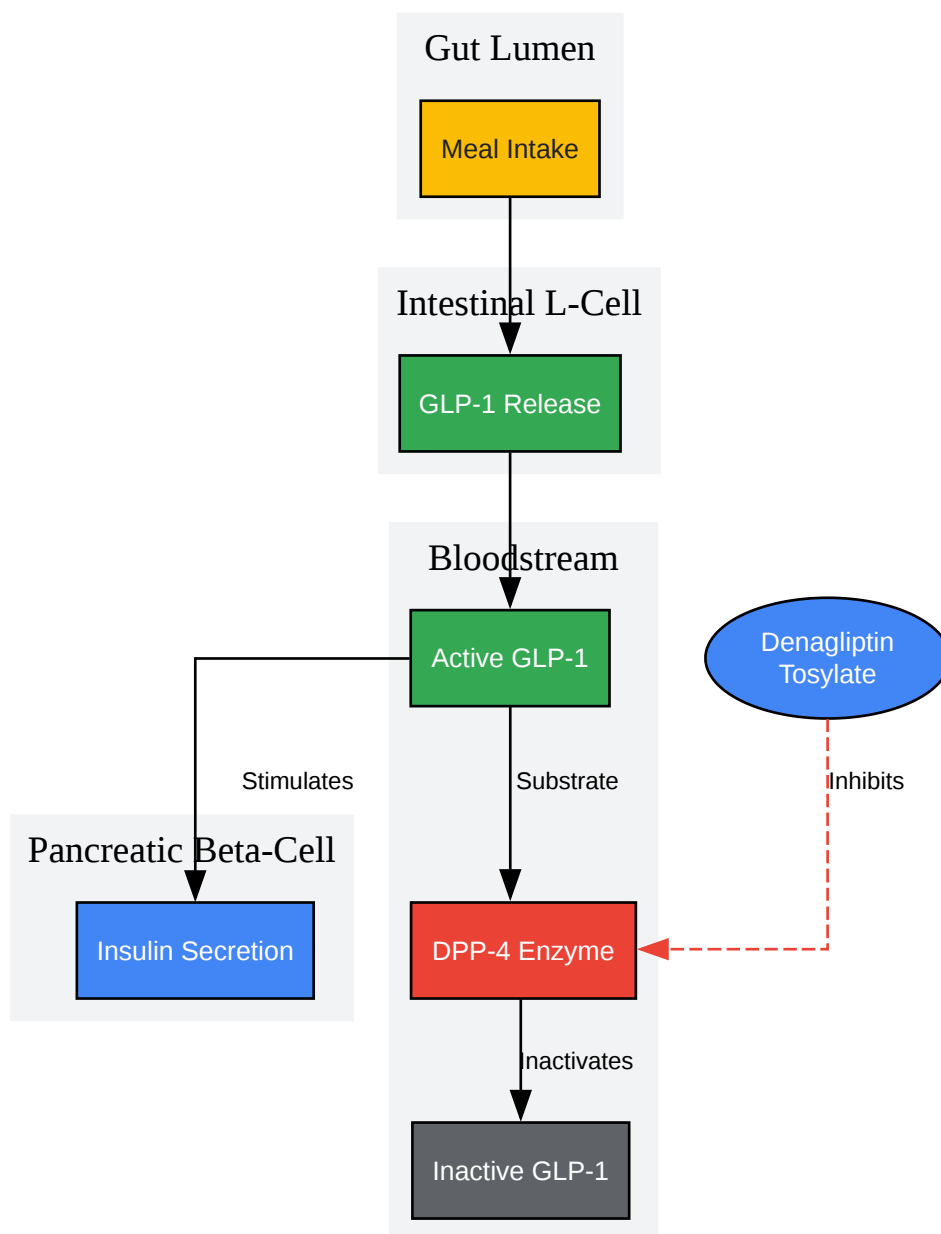 Gut Lumen
Meal Intake
Intestinal L-Cell
GLP-1 Release
Bloodstream
Active GLP-1
Denagliptin
Tosylate
Stimulates
Substrate
Inhibits
Pancreatic Beta-Cell
Insulin Secretion
DPP-4 Enzyme
Inactivates
Inactive GLP-1